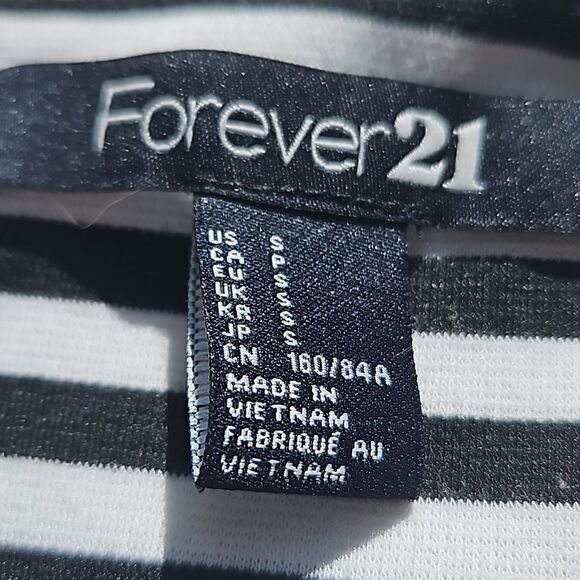 Forever21
US S
CA P
EU S
UK S
KR S
JP S
CN 160/84A
MADE IN
VIETNAM
FABRIQUÉ AU
VIETNAM